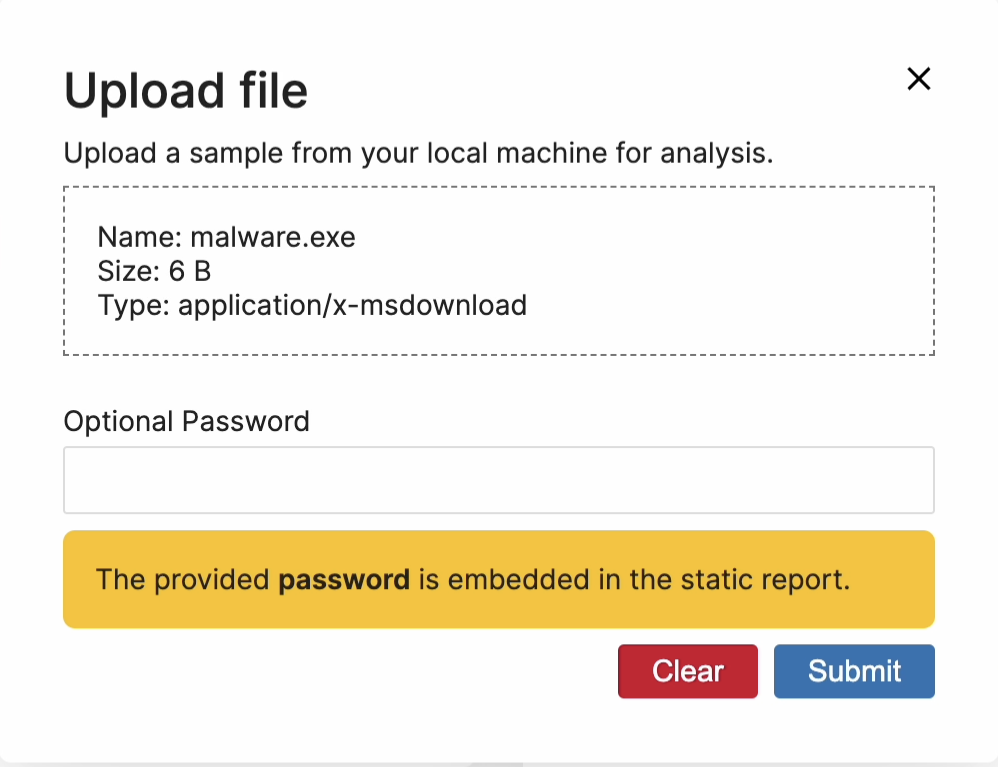 Upload file
Upload a sample from your local machine for analysis.
Name: malware.exe
Size: 6 B
Type: application/x-msdownload
Optional Password
The provided password is embedded in the static report.
Clear
Submit